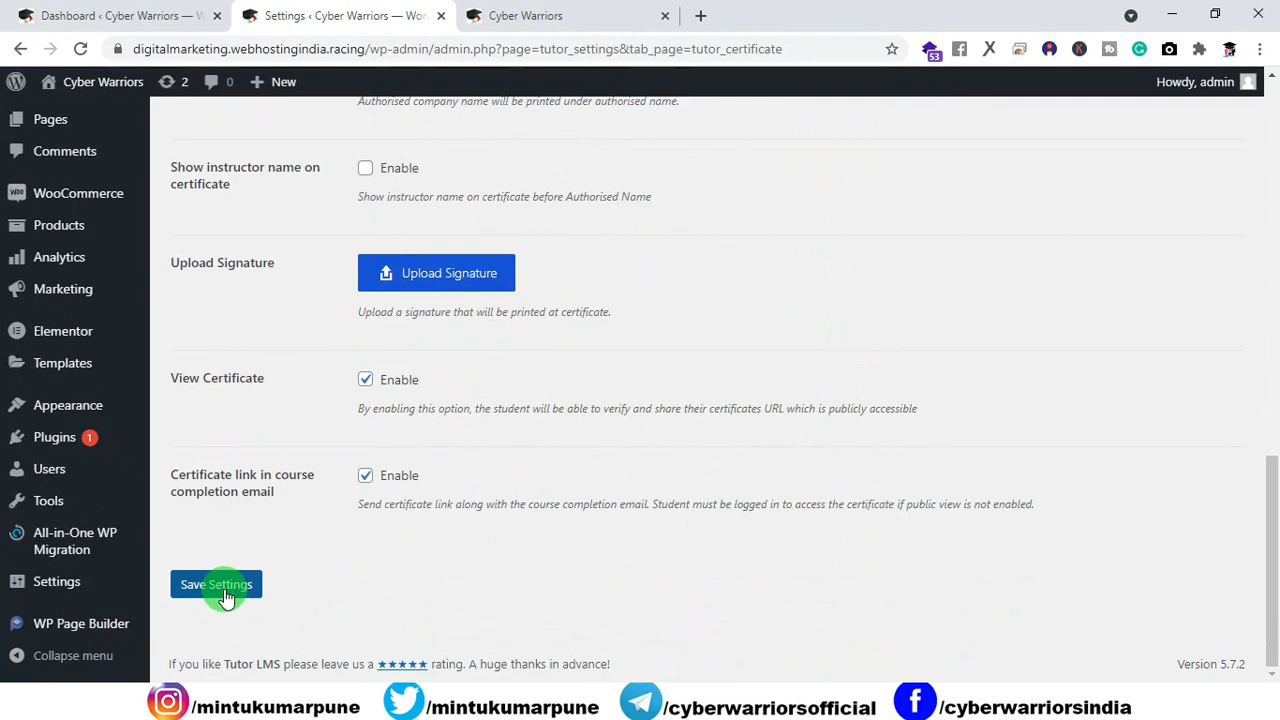 Dashboard ‹ Cyber Warriors — W
Settings ‹ Cyber Warriors — Wor
Cyber Warriors
digitalmarketing.webhostingindia.racing/wp-admin/admin.php?page=tutor_settings&tab_page=tutor_certificate
53
Cyber Warriors
2
0
New
Howdy, admin
Pages
Comments
WooCommerce
Products
Analytics
Marketing
Elementor
Templates
Appearance
Plugins 1
Users
Tools
All-in-One WP
Migration
Settings
WP Page Builder
Collapse menu
Authorised company name will be printed under authorised name.
Show instructor name on
certificate
Enable
Show instructor name on certificate before Authorised Name
Upload Signature
Upload Signature
Upload a signature that will be printed at certificate.
View Certificate
Enable
By enabling this option, the student will be able to verify and share their certificates URL which is publicly accessible
Certificate link in course
completion email
Enable
Send certificate link along with the course completion email. Student must be logged in to access the certificate if public view is not enabled.
Save Settings
If you like Tutor LMS please leave us a ★★★★★ rating. A huge thanks in advance!
Version 5.7.2
/mintukumarpune
/mintukumarpune
/cyberwarriorsofficial
/cyberwarriorsindia